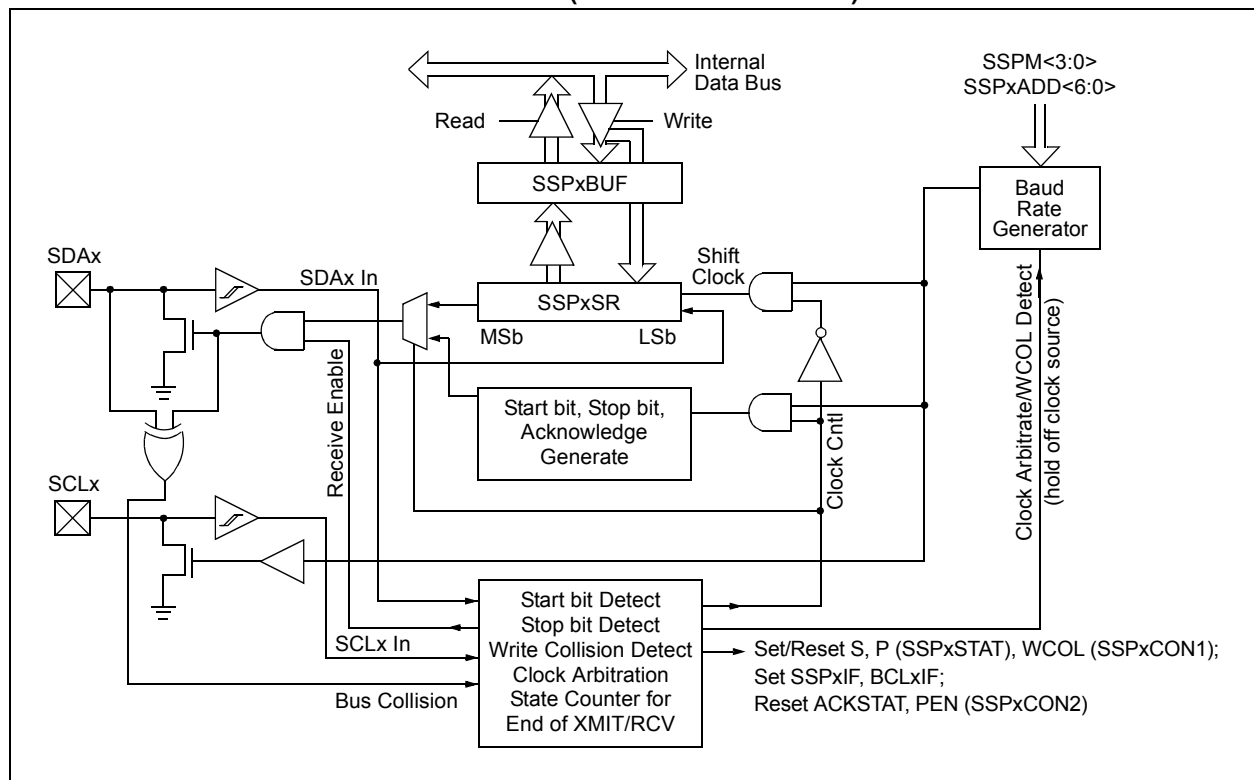 Internal
Data Bus
SSPM<3:0>
SSPxADD<6:0>
Read
Write
SSPxBUF
Baud
Rate
Generator
SDAx
SDAx In
Shift
Clock
SSPxSR
MSb
LSb
Receive Enable
Start bit, Stop bit,
Acknowledge
Generate
Clock Cntl
Clock Arbitrate/WCOL Detect
(hold off clock source)
SCLx
SCLx In
Bus Collision
Start bit Detect
Stop bit Detect
Write Collision Detect
Clock Arbitration
State Counter for
End of XMIT/RCV
Set/Reset S, P (SSPxSTAT), WCOL (SSPxCON1);
Set SSPxIF, BCLxIF;
Reset ACKSTAT, PEN (SSPxCON2)